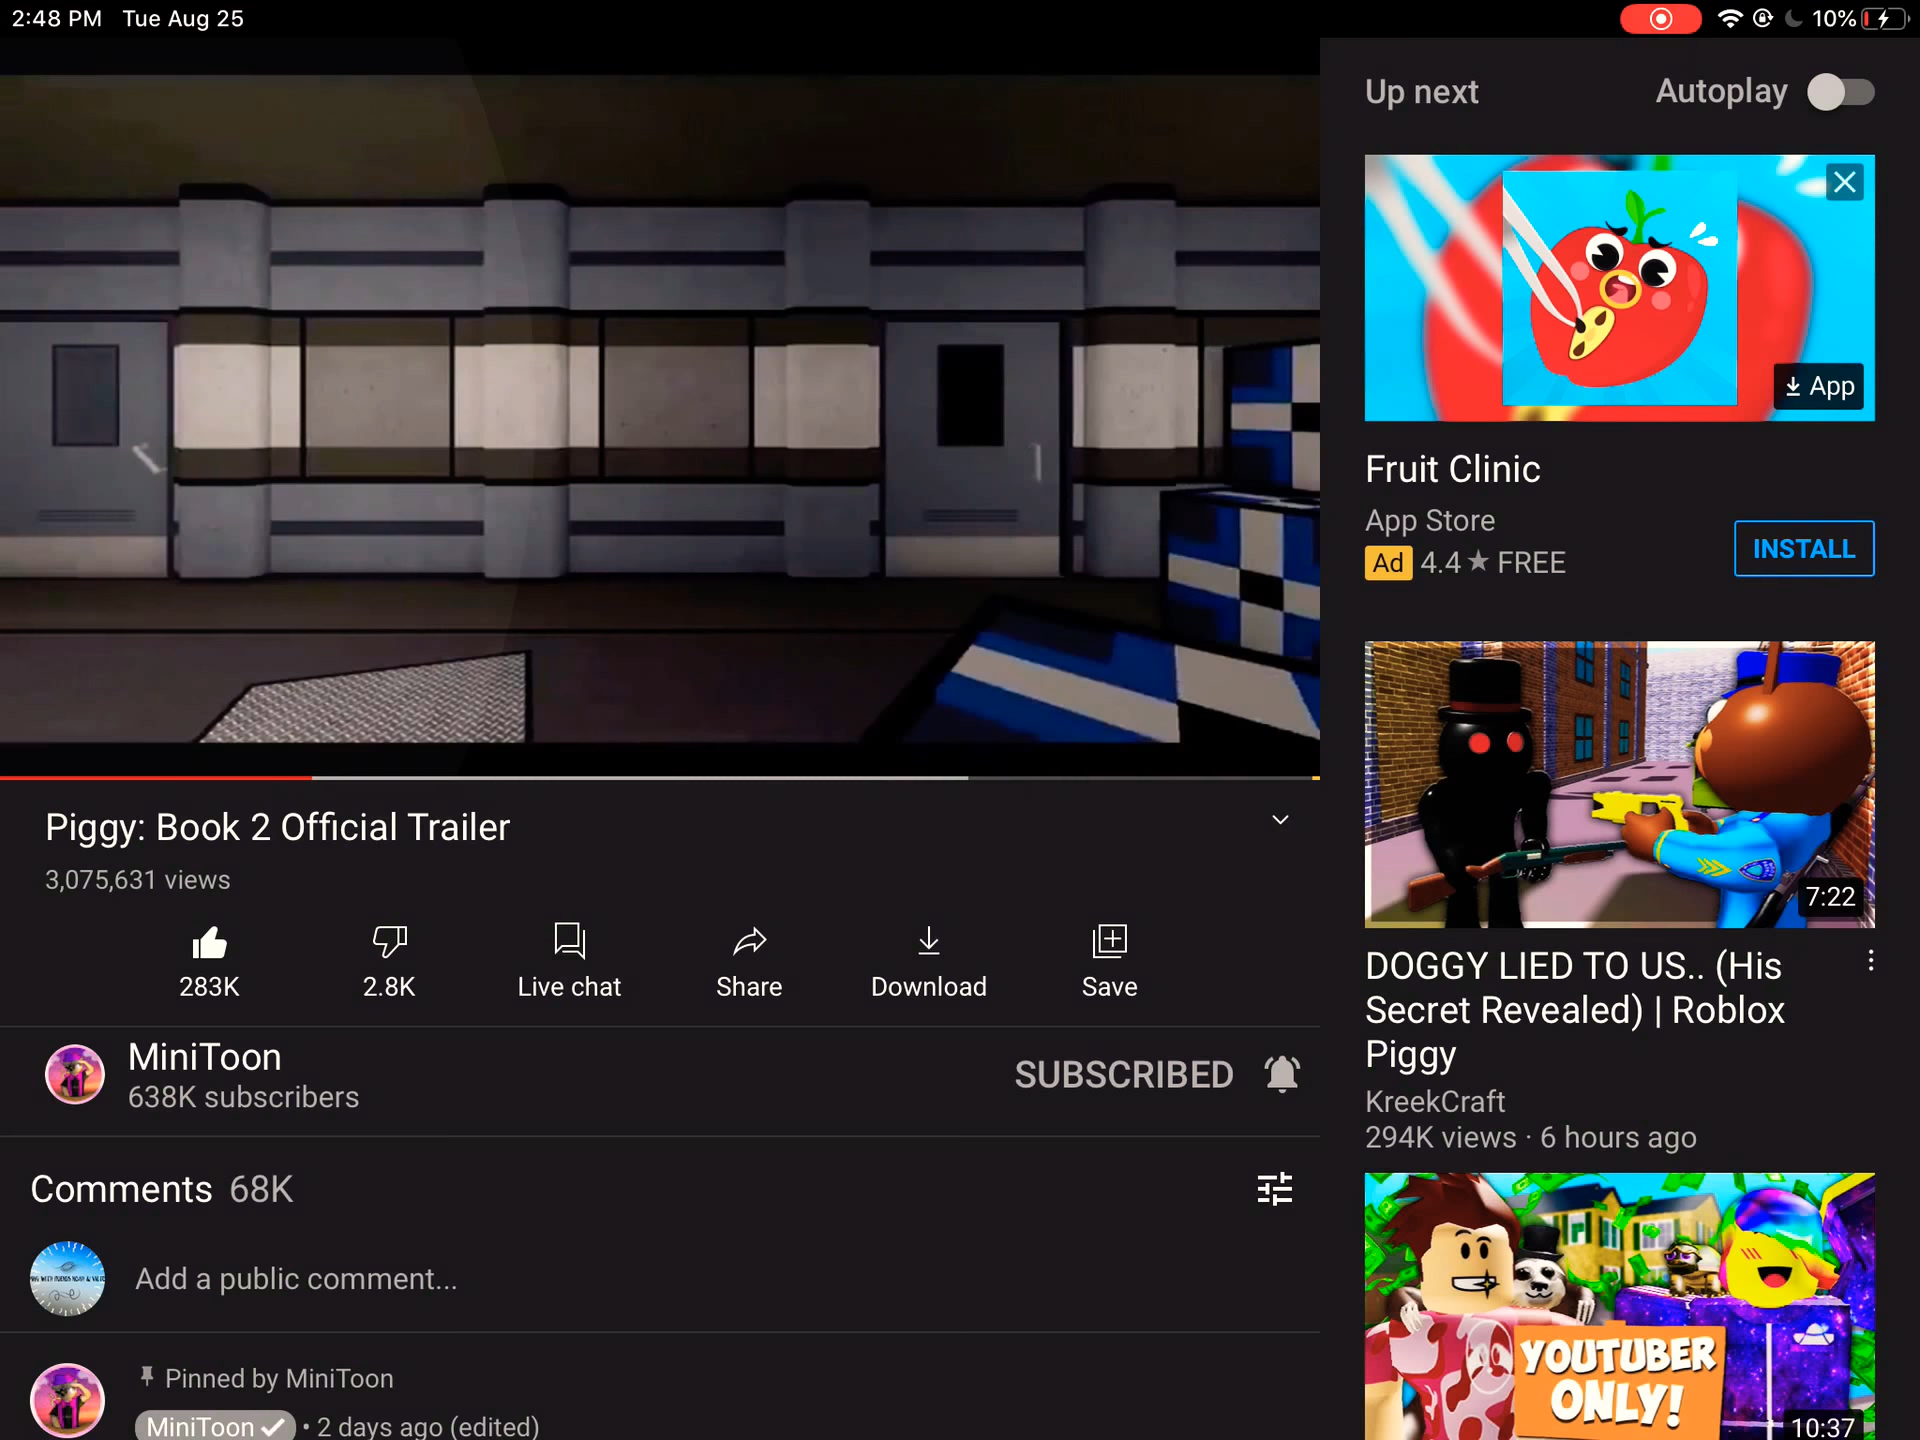 2:48 PM Tue Aug 25
10%
Up next
Autoplay
App
Fruit Clinic
App Store
Ad 4.4 ★ FREE
INSTALL
Piggy: Book 2 Official Trailer
3,075,631 views
283K
2.8K
Live chat
Share
Download
Save
MiniToon
638K subscribers
SUBSCRIBED
Comments 68K
Add a public comment...
Pinned by MiniToon
MiniToon • 2 days ago (edited)
7:22
DOGGY LIED TO US.. (His
Secret Revealed) | Roblox
Piggy
KreekCraft
294K views · 6 hours ago
YOUTUBER
ONLY!
10:37